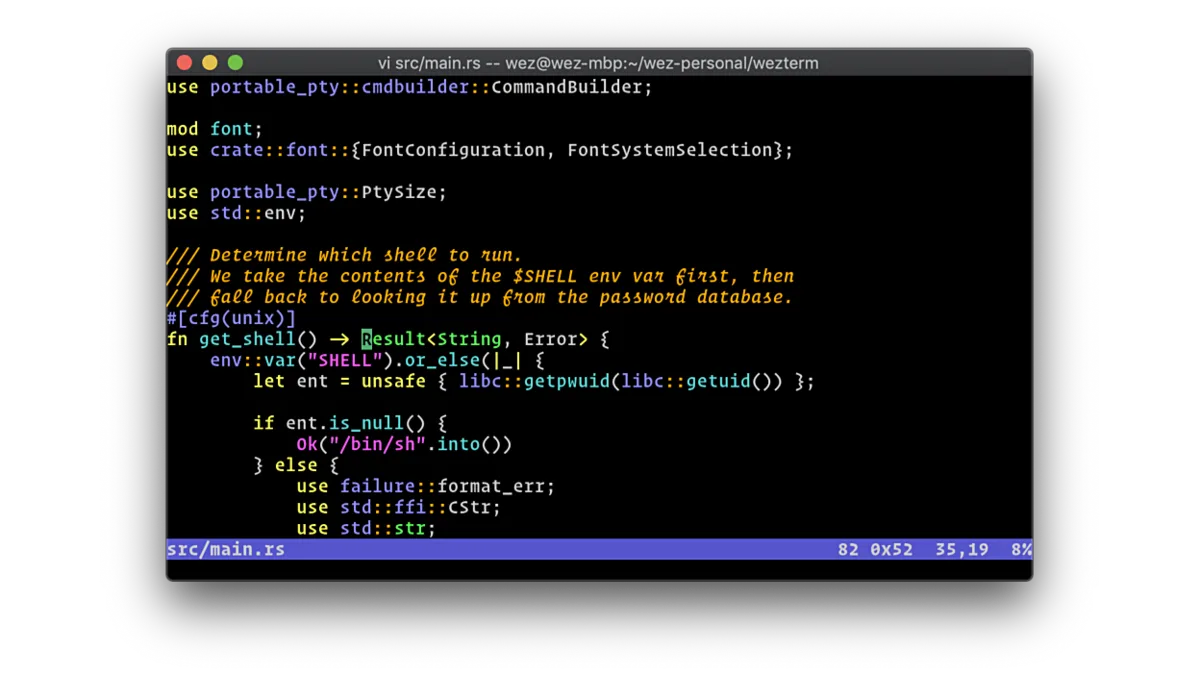 vi src/main.rs -- wez@wez-mbp:~/wez-personal/wezterm
use portable_pty::cmdbuilder::CommandBuilder;
mod font;
use crate::font::{FontConfiguration, FontSystemSelection};
use portable_pty::PtySize;
use std::env;
/// Determine which shell to run.
/// We take the contents of the $SHELL env var first, then
/// fall back to looking it up from the password database.
#[cfg(unix)]
fn get_shell() -> Result<String, Error> {
    env::var("SHELL").or_else(|_| {
        let ent = unsafe { libc::getpwuid(libc::getuid()) };
        if ent.is_null() {
            Ok("/bin/sh".into())
        } else {
            use failure::format_err;
            use std::ffi::CStr;
            use std::str;
src/main.rs 82 0x52 35,19 8%